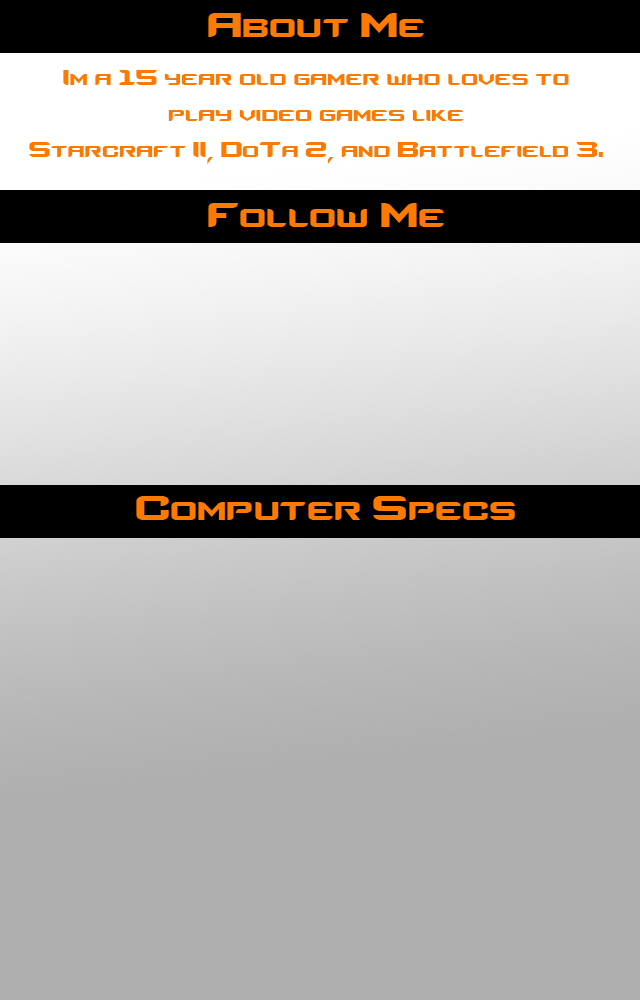 About Me
Im a 15 year old gamer who loves to
play video games like
Starcraft II, DoTa 2, and Battlefield 3.
Follow Me
Computer Specs